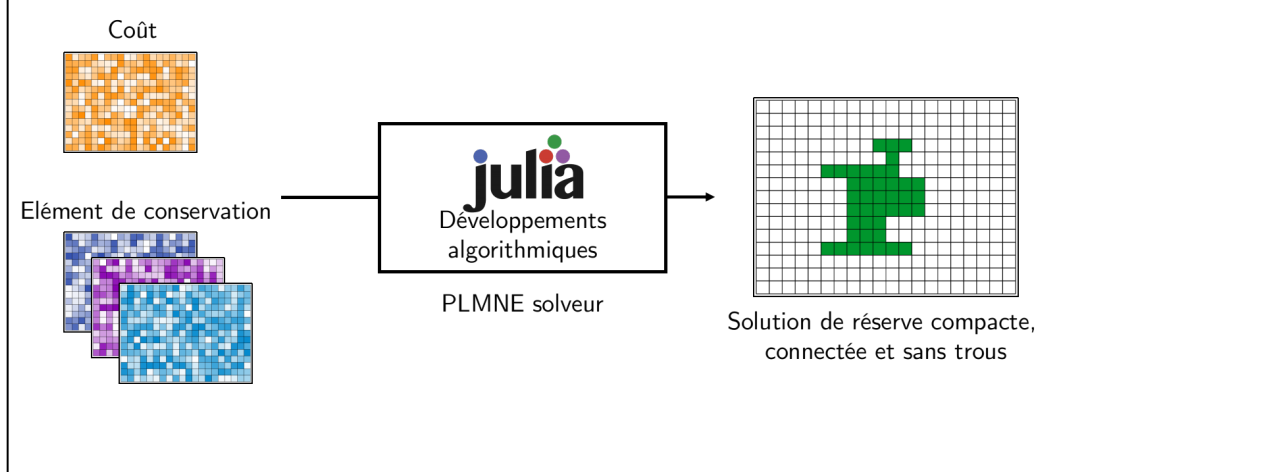 Coût
Elément de conservation
julia
Développements
algorithmiques
PLMNE solveur
Solution de réserve compacte,
connectée et sans trous